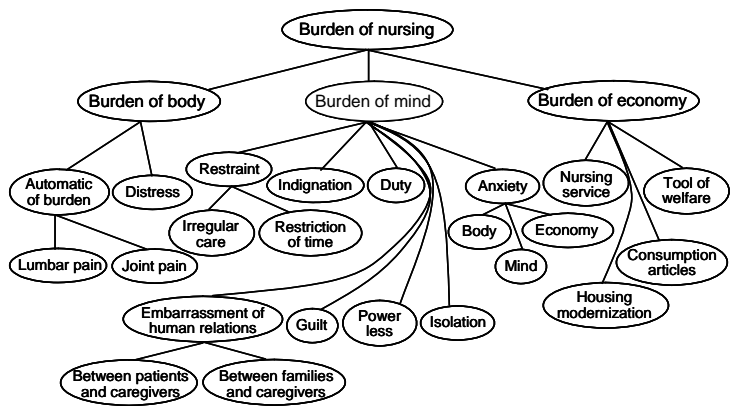 Burden of nursing
Burden of body
Burden of mind
Burden of economy
Automatic
of burden
Distress
Restraint
Indignation
Duty
Anxiety
Nursing
service
Tool of
welfare
Irregular
care
Restriction
of time
Body
Economy
Mind
Lumbar pain
Joint pain
Consumption
articles
Housing
modernization
Embarrassment of
human relations
Guilt
Power
less
Isolation
Between patients
and caregivers
Between families
and caregivers